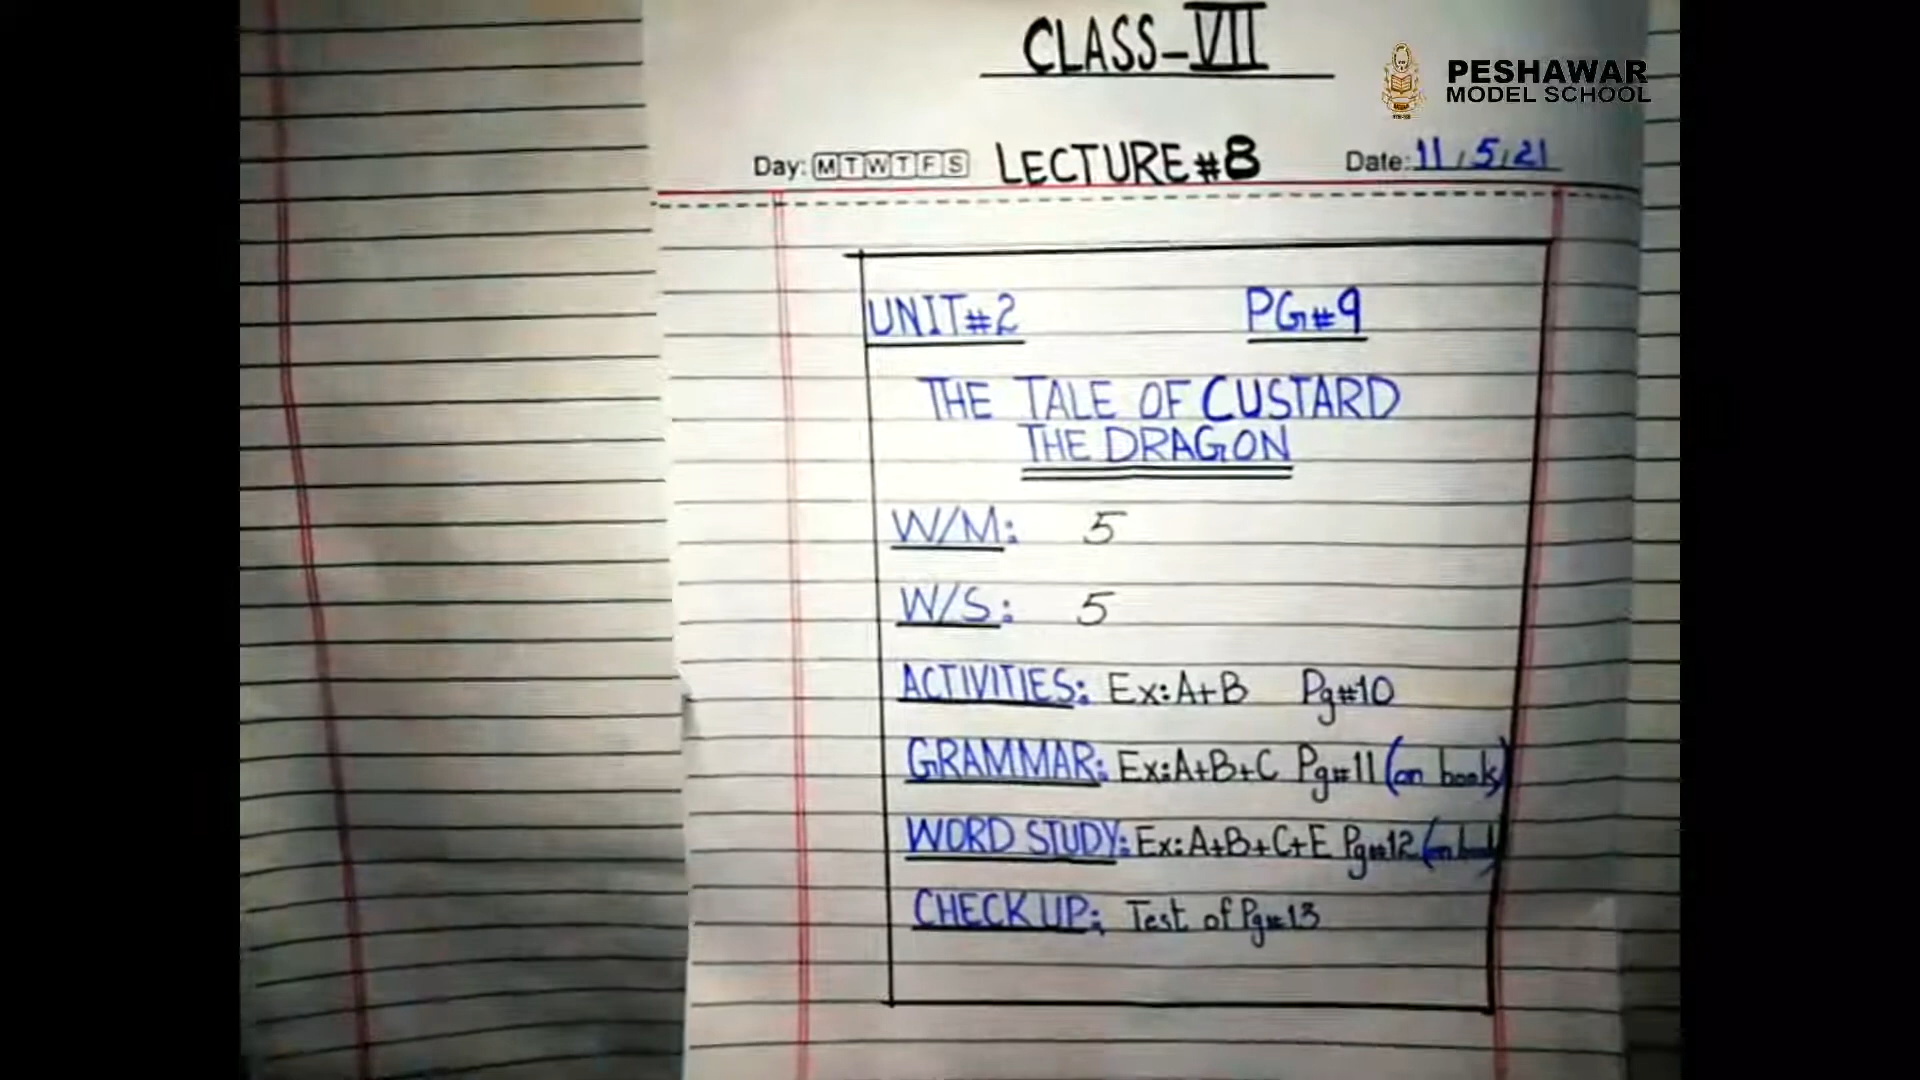 CLASS-VII
PESHAWAR
MODEL SCHOOL
Day: M T W T F S LECTURE #8 Date: 11/5/21
UNIT#2 PG#9
THE TALE OF CUSTARD
THE DRAGON
W/M: 5
W/S: 5
ACTIVITIES: Ex:A+B Pg#10
GRAMMAR: Ex:A+B+C Pg#11 (on book)
WORD STUDY: Ex:A+B+C+E Pg#12 (on book)
CHECK UP: Test of Pg#13